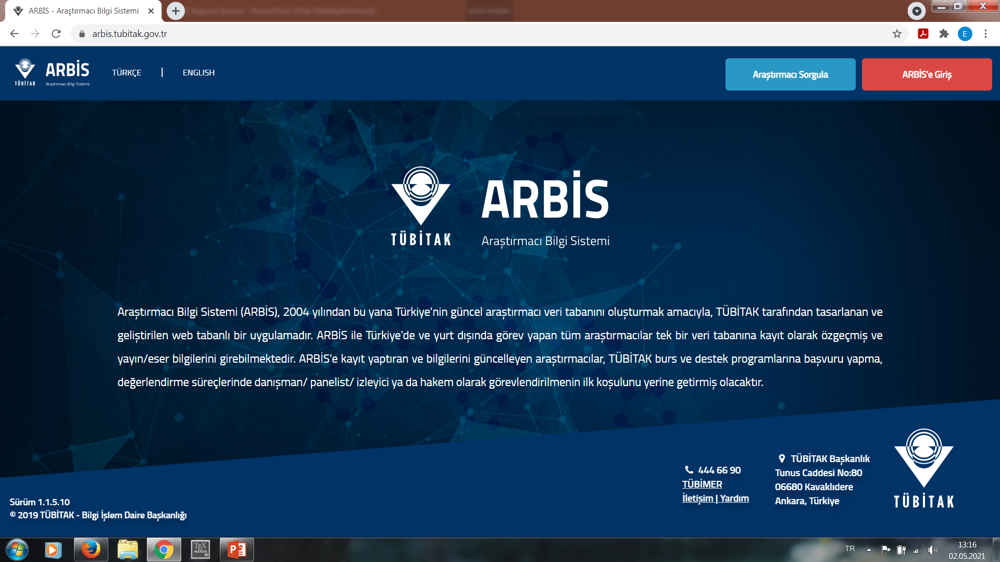 ARBİS - Araştırmacı Bilgi Sistemi
arbis.tubitak.gov.tr
E
TÜBİTAK
ARBİS
Araştırmacı Bilgi Sistemi
TÜRKÇE | ENGLISH
Araştırmacı Sorgula
ARBİS'e Giriş
TÜBİTAK
ARBİS
Araştırmacı Bilgi Sistemi
Araştırmacı Bilgi Sistemi (ARBİS), 2004 yılından bu yana Türkiye'nin güncel araştırmacı veri tabanını oluşturmak amacıyla, TÜBİTAK tarafından tasarlanan ve
geliştirilen web tabanlı bir uygulamadır. ARBİS ile Türkiye'de ve yurt dışında görev yapan tüm araştırmacılar tek bir veri tabanına kayıt olarak özgeçmiş ve
yayın/eser bilgilerini girebilmektedir. ARBİS'e kayıt yaptıran ve bilgilerini güncelleyen araştırmacılar, TÜBİTAK burs ve destek programlarına başvuru yapma,
değerlendirme süreçlerinde danışman/ panelist/ izleyici ya da hakem olarak görevlendirilmenin ilk koşulunu yerine getirmiş olacaktır.
444 66 90
TÜBİMER
İletişim | Yardım
TÜBİTAK Başkanlık
Tunus Caddesi No:80
06680 Kavaklıdere
Ankara, Türkiye
TÜBİTAK
Sürüm 1.1.5.10
© 2019 TÜBİTAK - Bilgi İşlem Daire Başkanlığı
TEX
MAKER
P
TR
13:16
02.05.2021